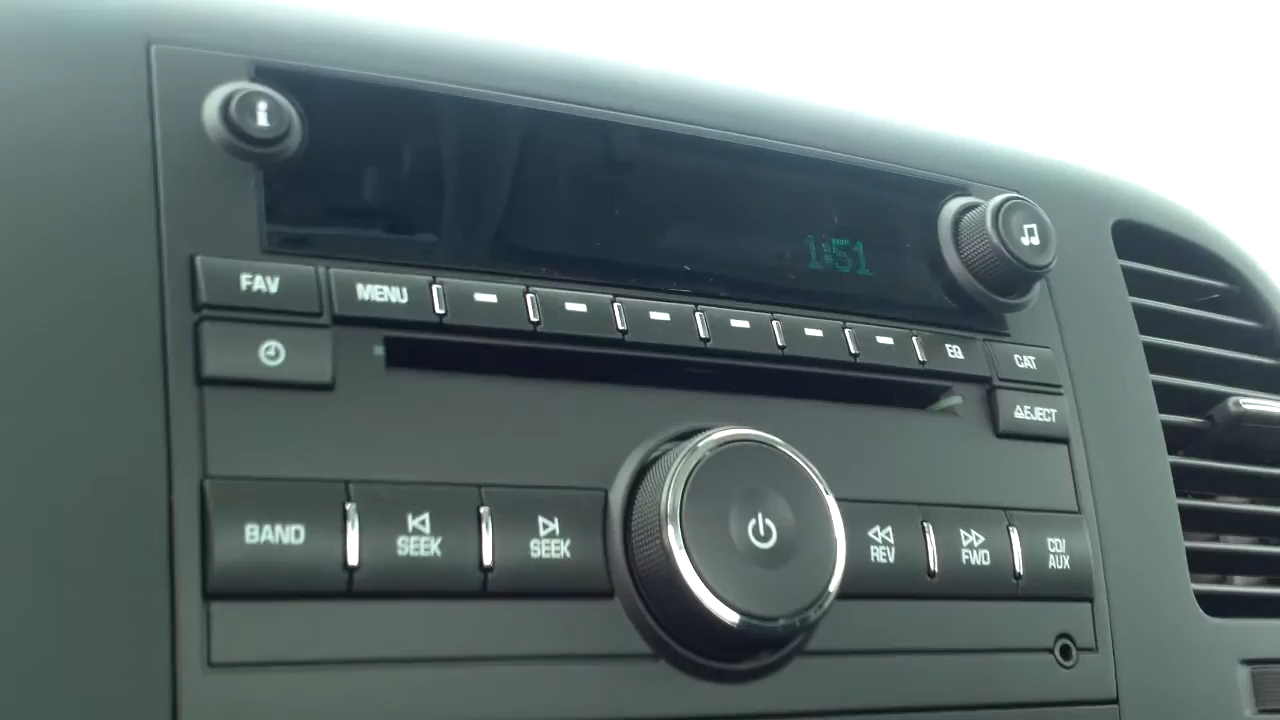 i
1:51
FAV
MENU
EQ
CAT
EJECT
BAND
SEEK
SEEK
REV
FWD
CD/
AUX